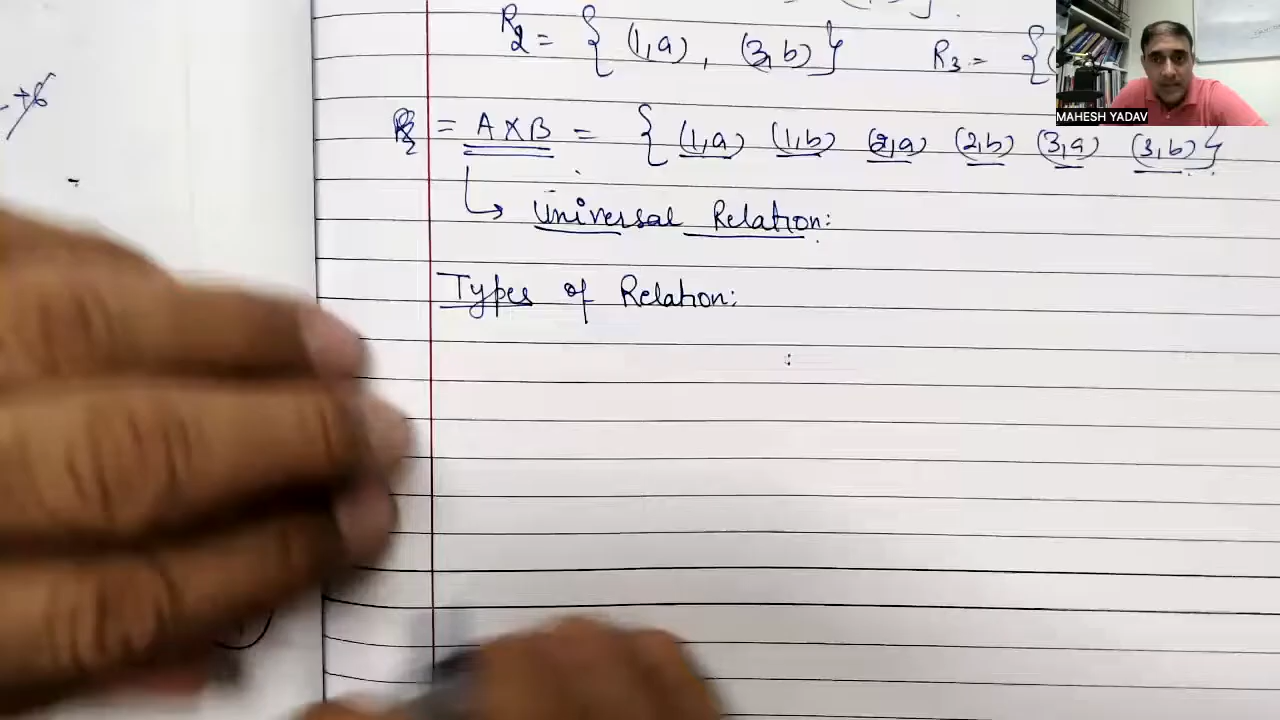 R2 = { (1,a) , (3,b) } R3 = {(
= A X B = { (1,a) (1,b) (2,a) (2,b) (3,a) (3,b) }
Universal Relation:
Types of Relation:
MAHESH YADAV